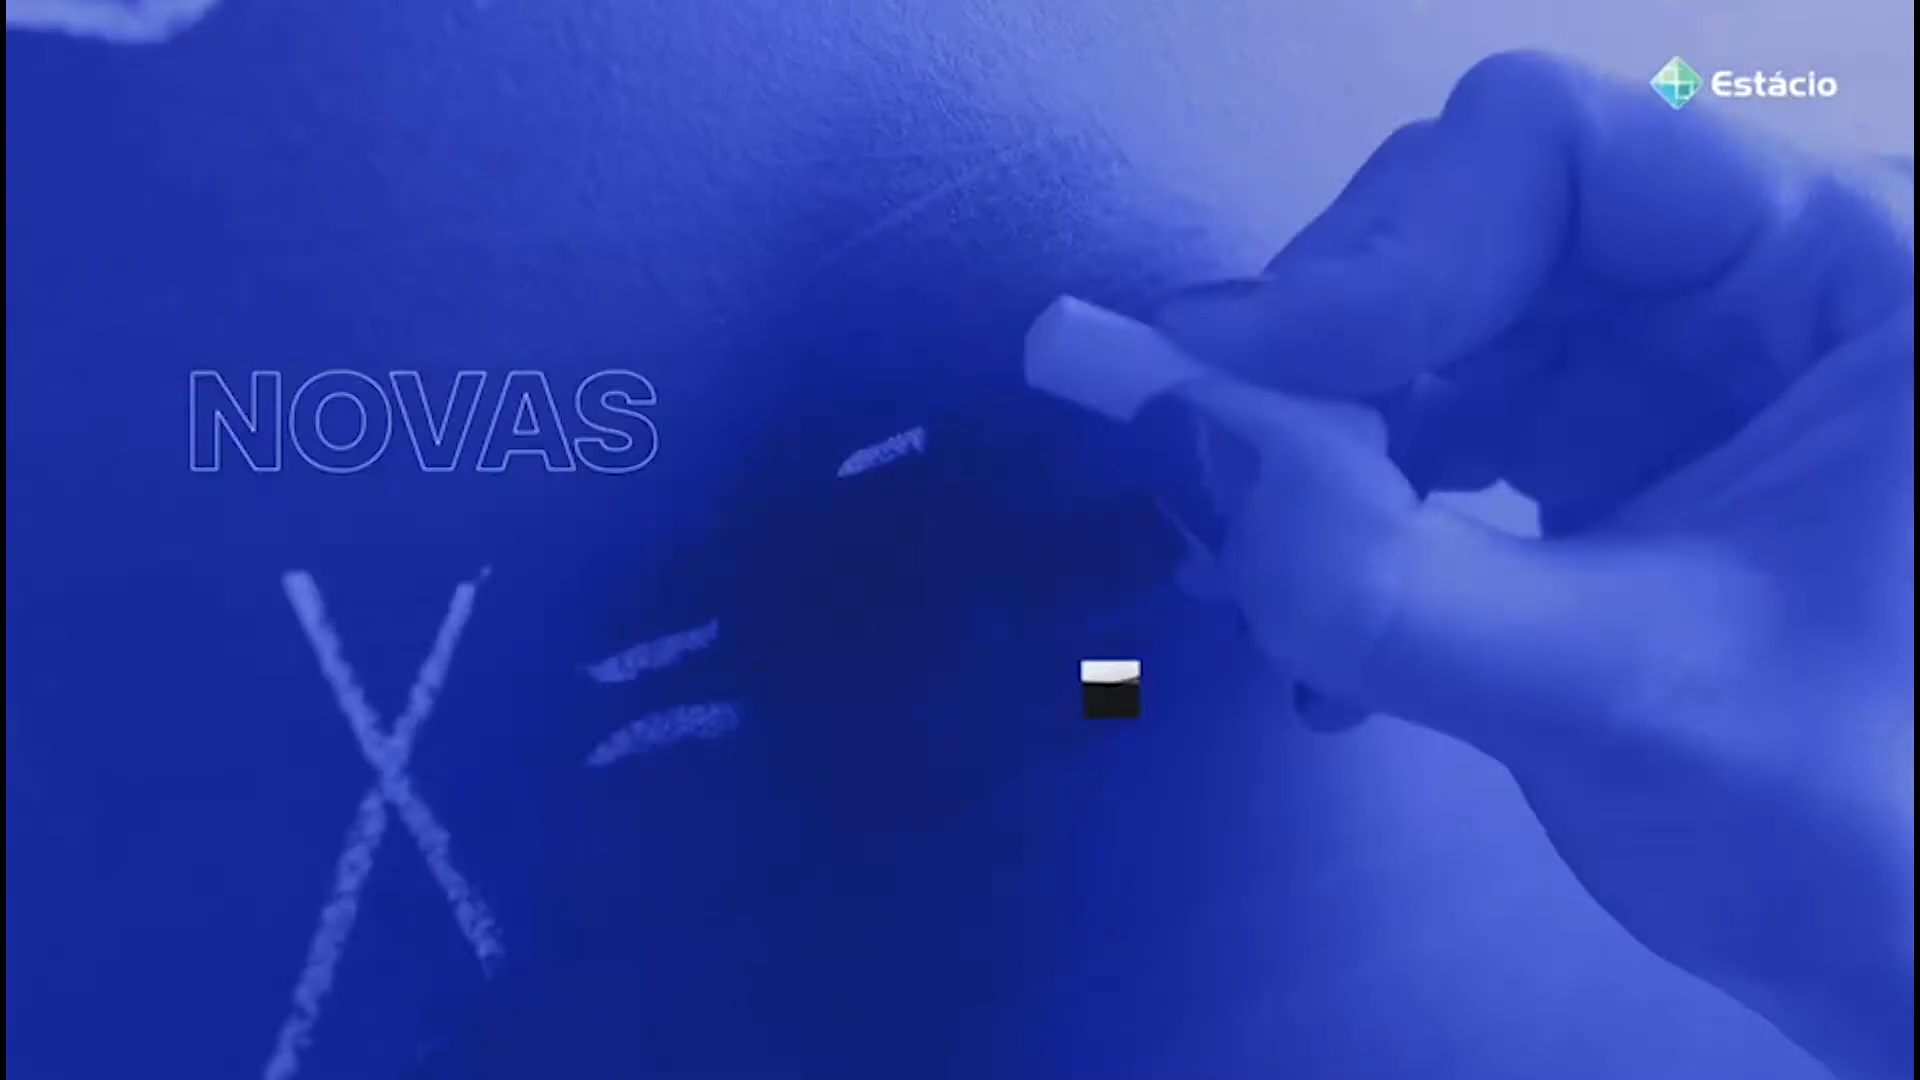 Estácio
NOVAS
X =